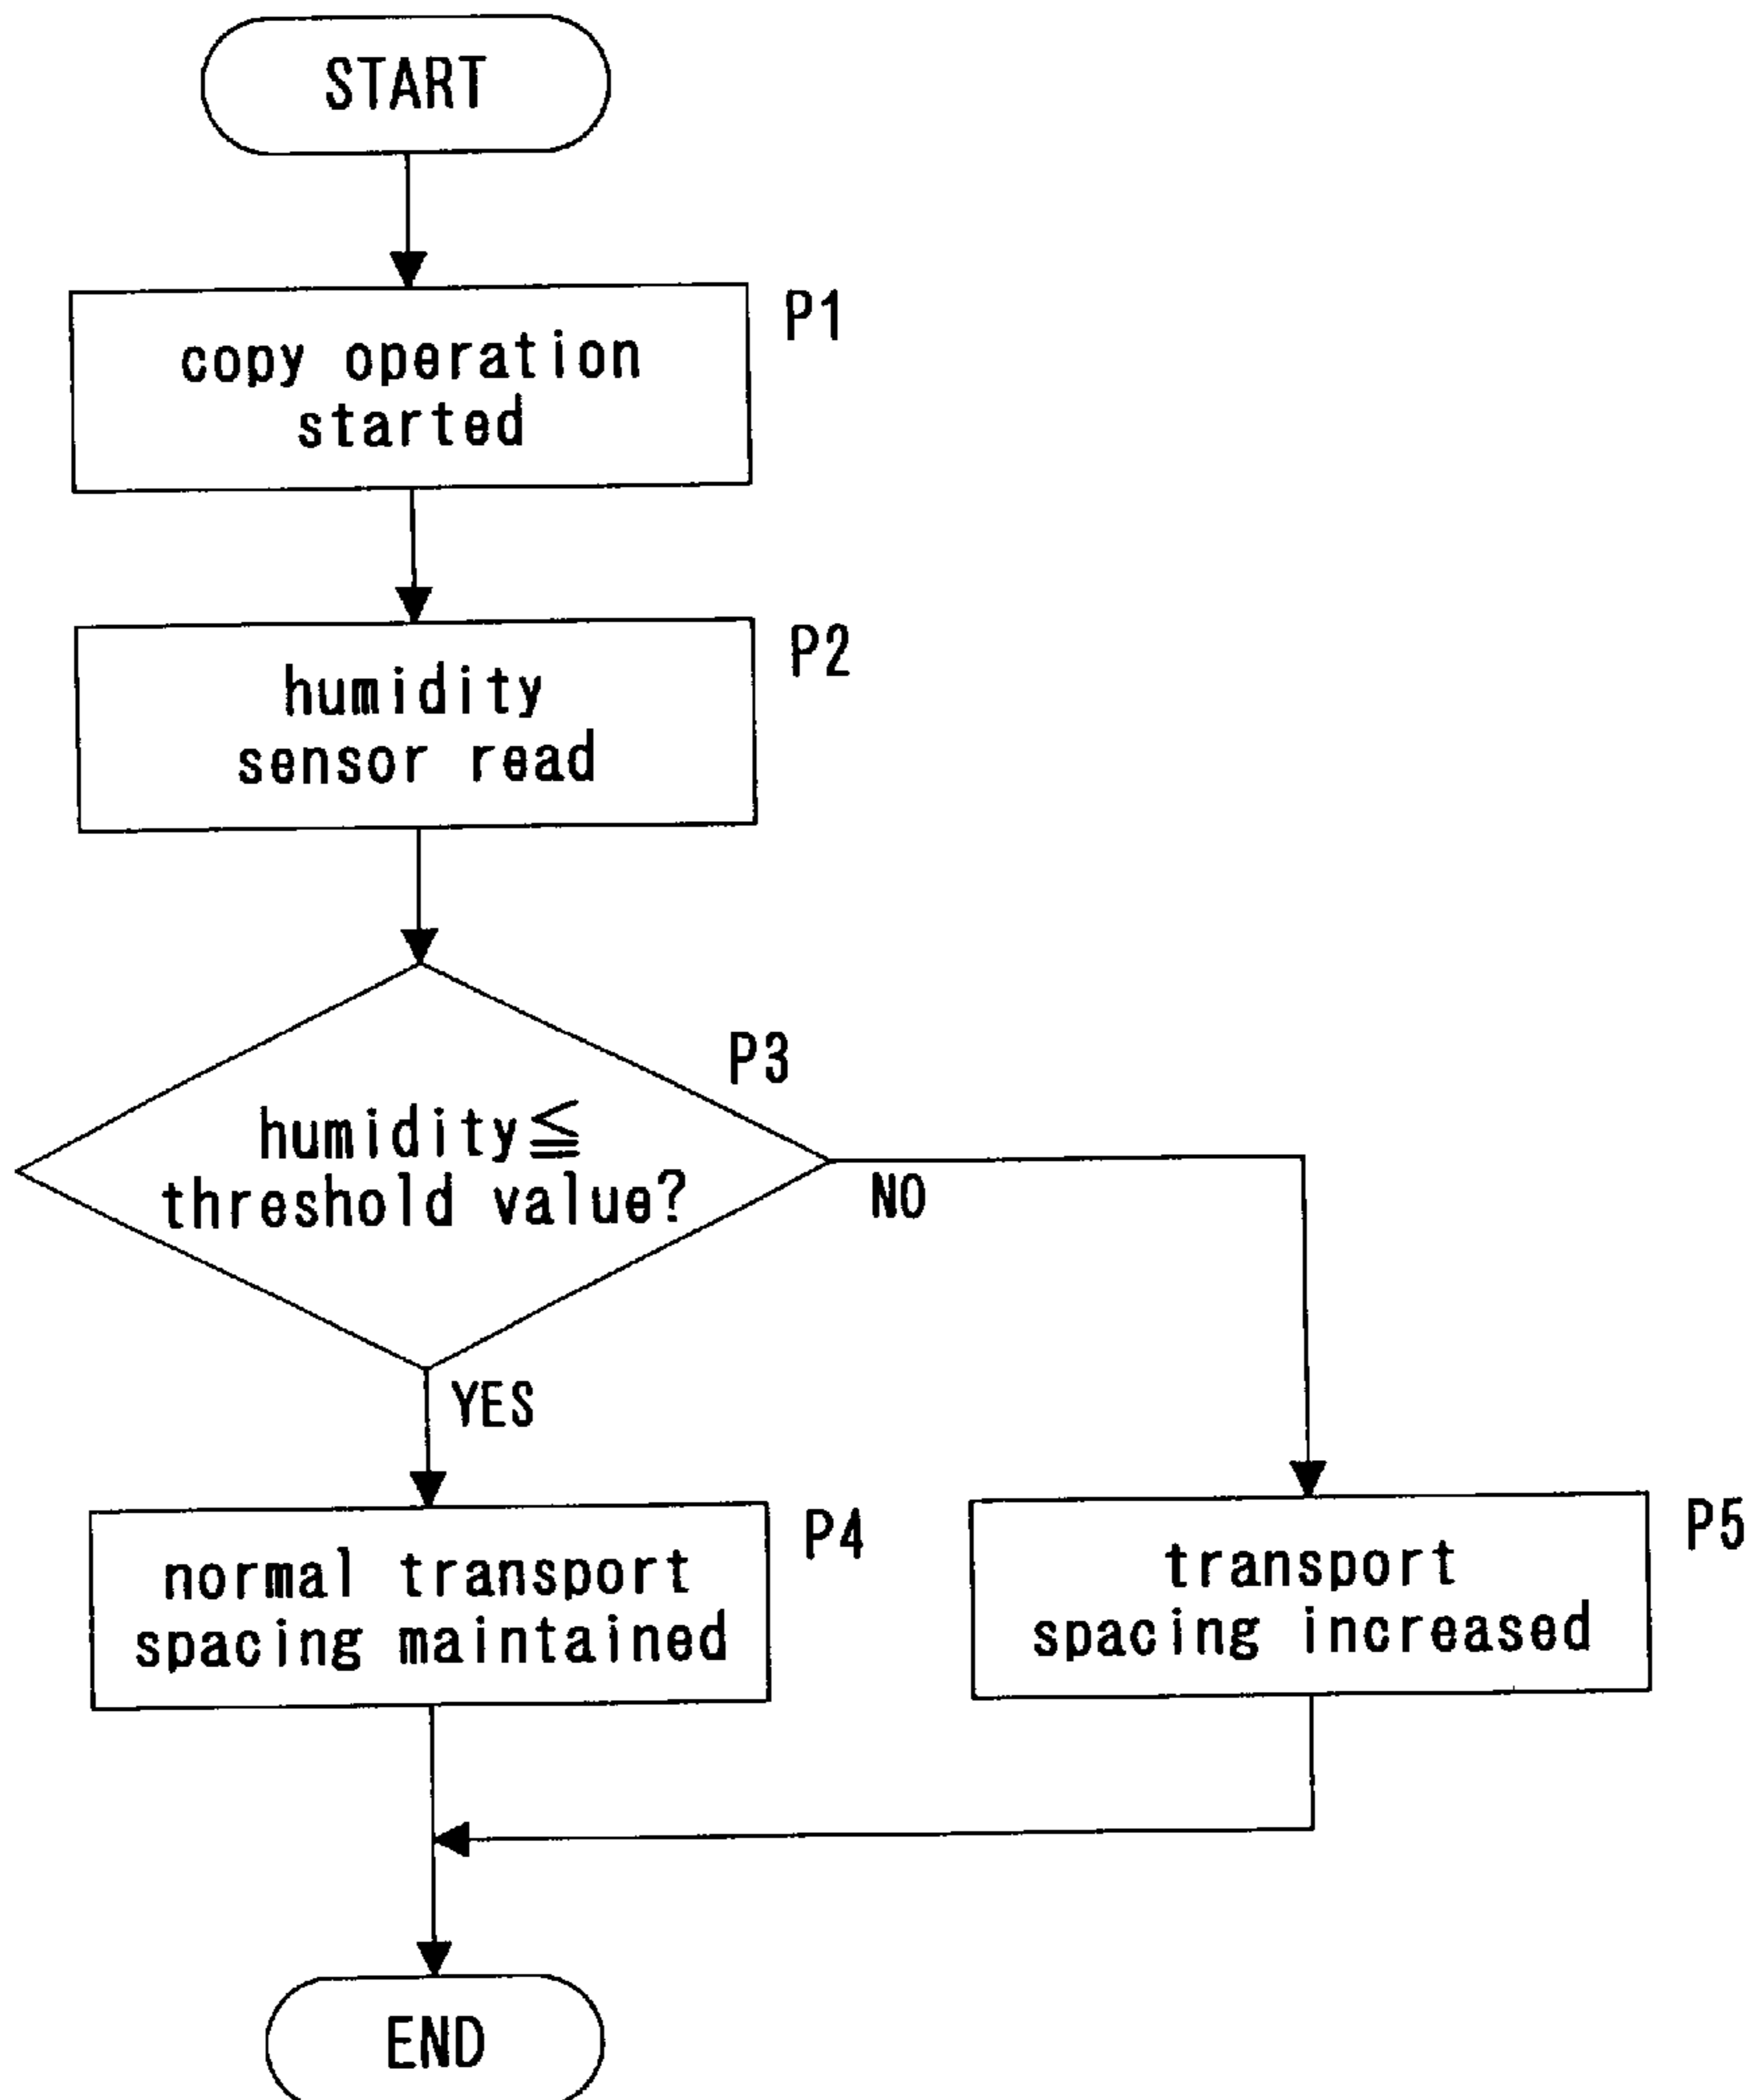 START
P1
copy operation
started
P2
humidity
sensor read
P3
humidity≦
threshold value?
NO
YES
P4
normal transport
spacing maintained
P5
transport
spacing increased
END